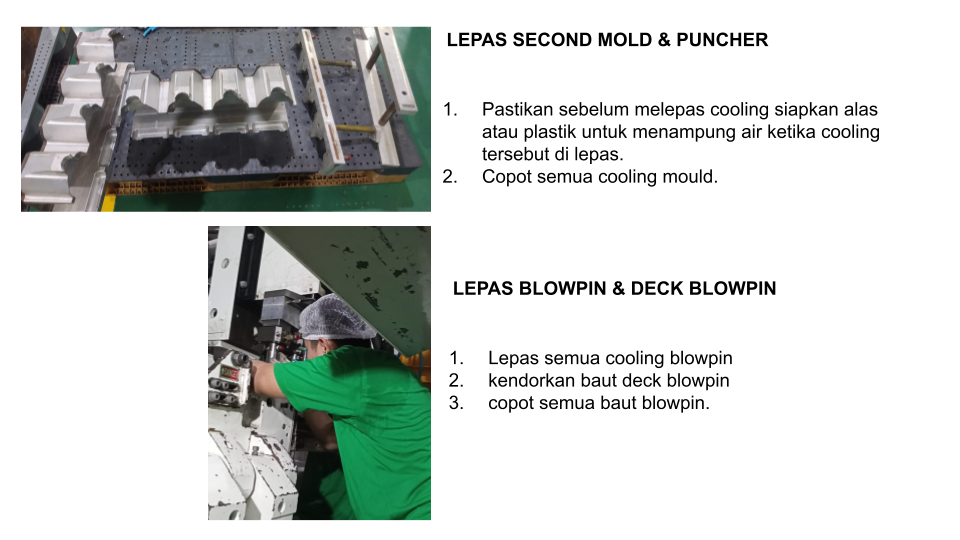 LEPAS SECOND MOLD & PUNCHER
1. Pastikan sebelum melepas cooling siapkan alas
atau plastik untuk menampung air ketika cooling
tersebut di lepas.
2. Copot semua cooling mould.
LEPAS BLOWPIN & DECK BLOWPIN
1. Lepas semua cooling blowpin
2. kendorkan baut deck blowpin
3. copot semua baut blowpin.